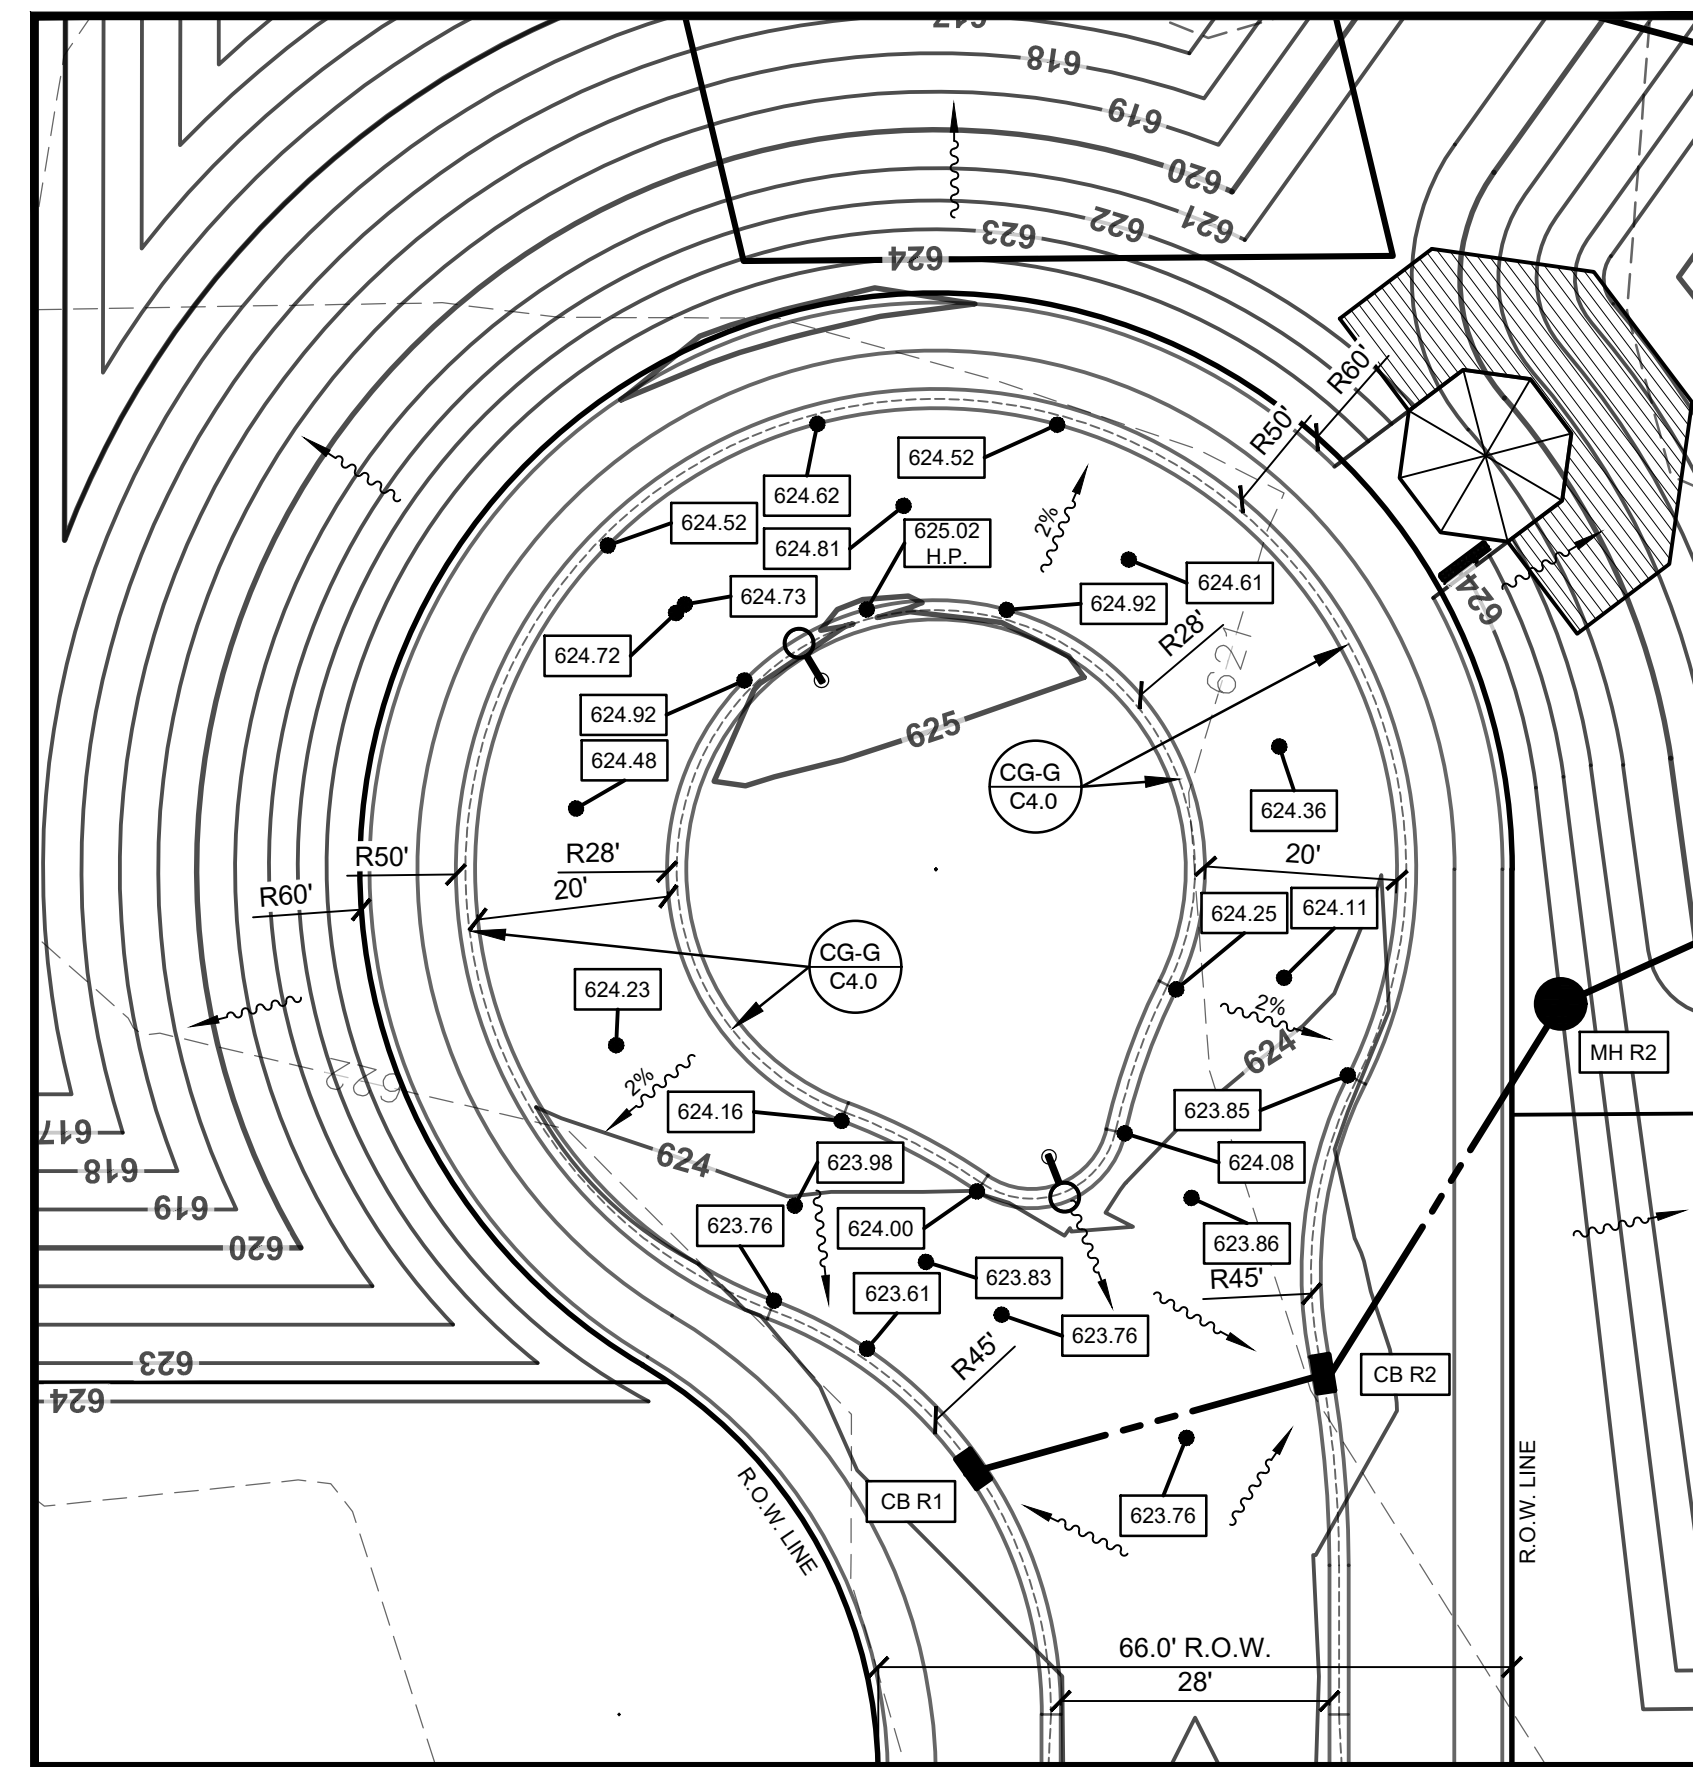 617
618
619
620
621
622
623
624
R60'
R50'
624.52
624.62
624.52
624.81
625.02
H.P.
2%
624.61
624
624.73
624.92
R28'
624.72
621
624.92
625
624.48
CG-G
C4.0
624.36
R50'
R28'
20'
20'
R60'
624.25
624.11
CG-G
C4.0
624.23
2%
624
MH R2
622
2%
624.16
623.85
617
618
624
623.98
624.08
619
623.76
624.00
623.86
620
623.83
R45'
623.61
623.76
R45'
623
CB R2
624
CB R1
623.76
R.O.W. LINE
R.O.W. LINE
66.0' R.O.W.
28'